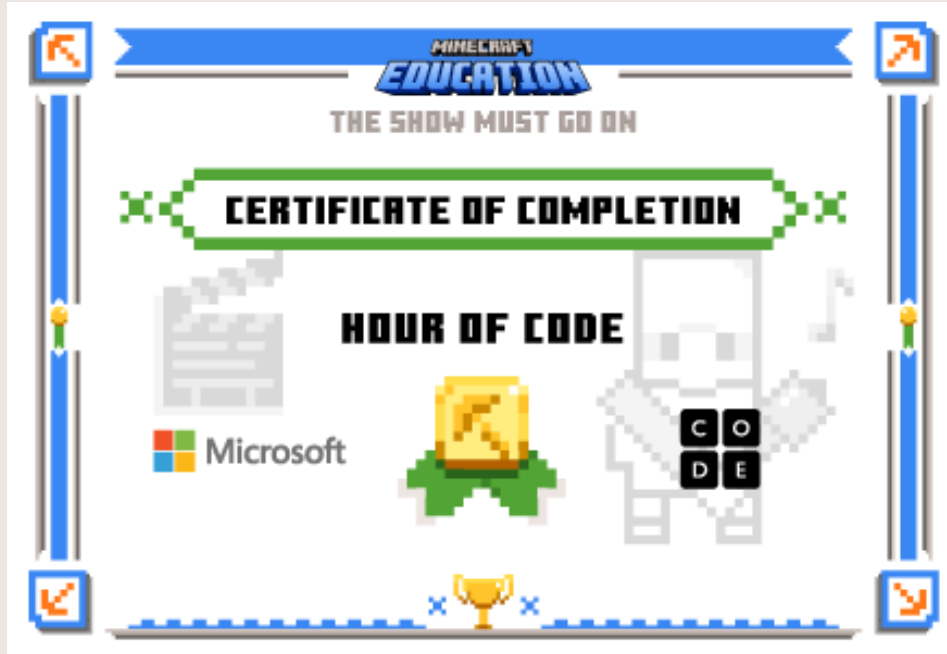 MINECRAFT
EDUCATION
THE SHOW MUST GO ON
CERTIFICATE OF COMPLETION
HOUR OF CODE
Microsoft
C O
D E